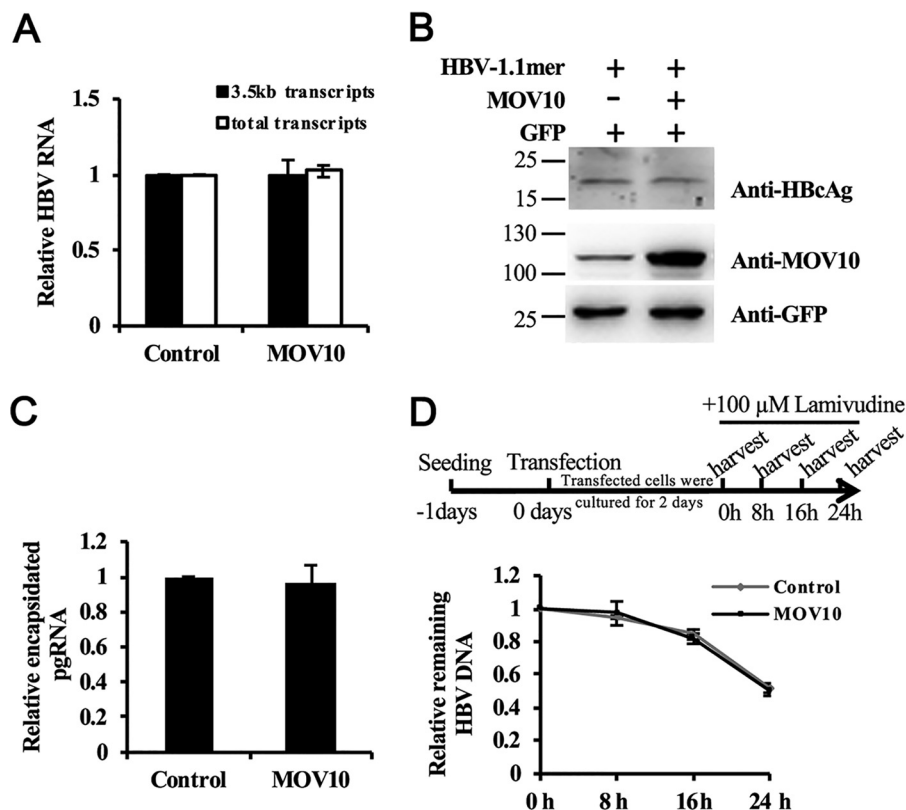 A
Relative HBV RNA
1.5
1
0.5
0
3.5kb transcripts
total transcripts
Control
MOV10
B
HBV-1.1mer + +
MOV10 - +
GFP + +
25
15
Anti-HBcAg
130
100
Anti-MOV10
25
Anti-GFP
C
Relative encapsidated
pgRNA
1.2
1
0.8
0.6
0.4
0.2
0
Control
MOV10
D
+100 µM Lamivudine
Seeding
Transfection
Transfected cells were
cultured for 2 days
harvest
harvest
harvest
harvest
-1days
0 days
0h
8h
16h
24h
Relative remaining
HBV DNA
1.2
1
0.8
0.6
0.4
0.2
0
Control
MOV10
0 h
8 h
16 h
24 h